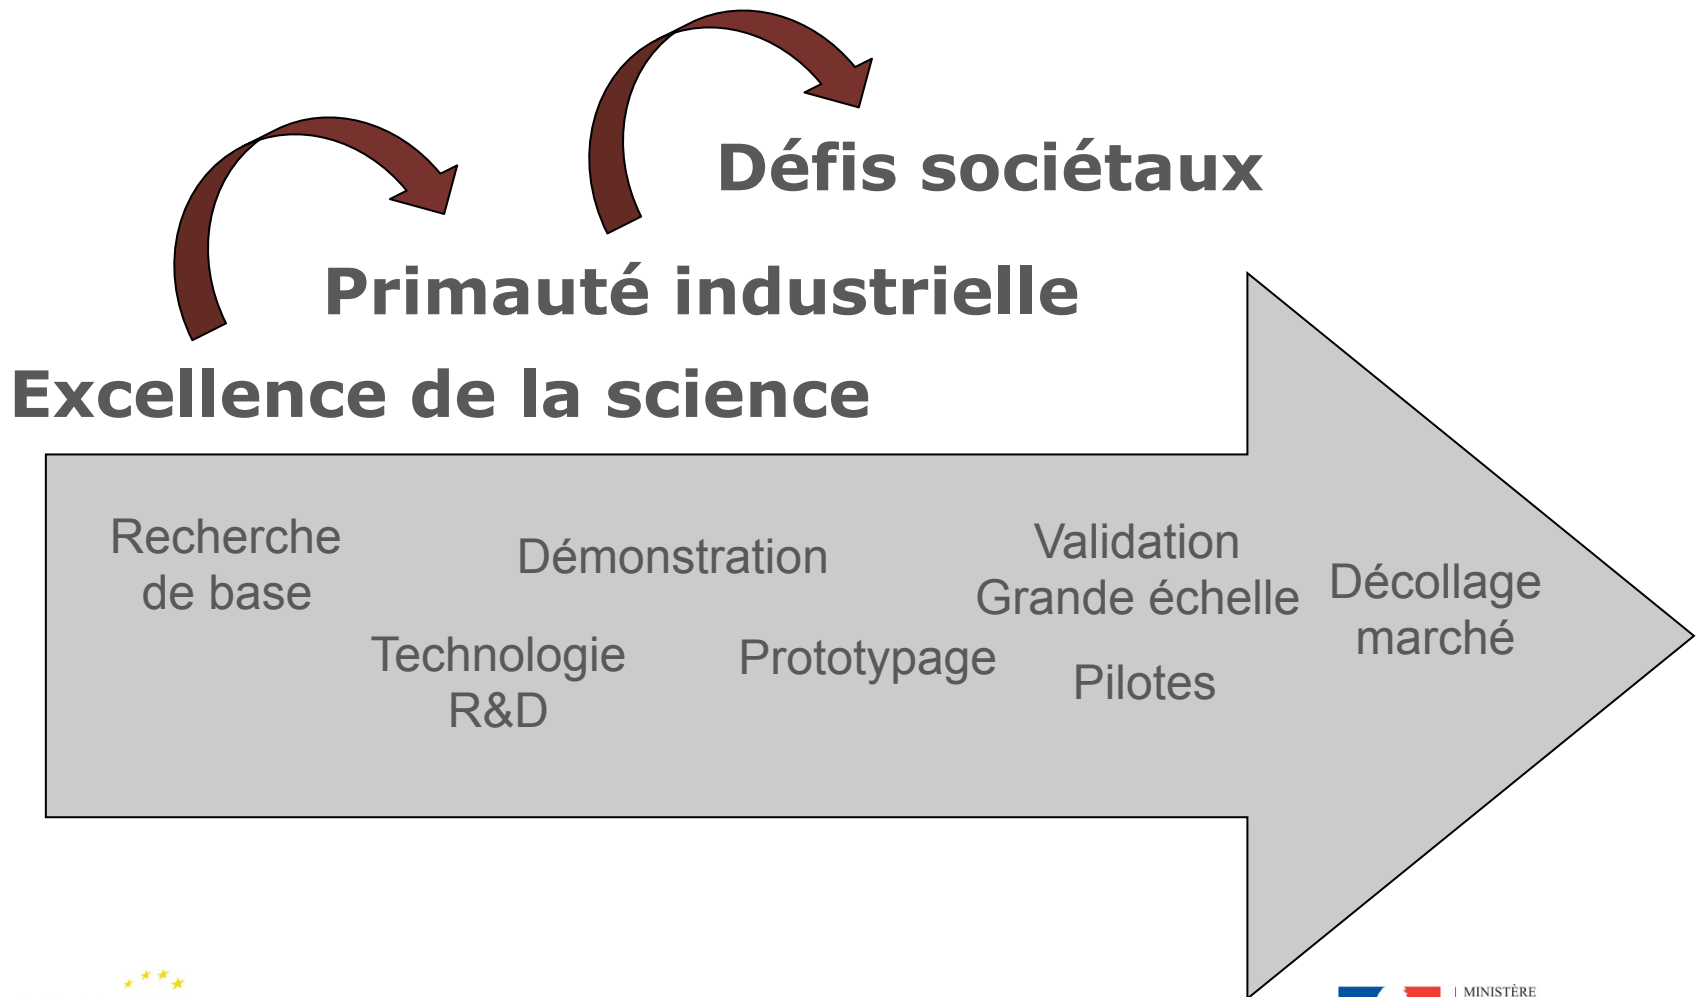 Défis sociétaux
Primauté industrielle
Excellence de la science
Recherche
de base
Technologie
R&D
Démonstration
Prototypage
Validation
Grande échelle
Pilotes
Décollage
marché
| MINISTÈRE